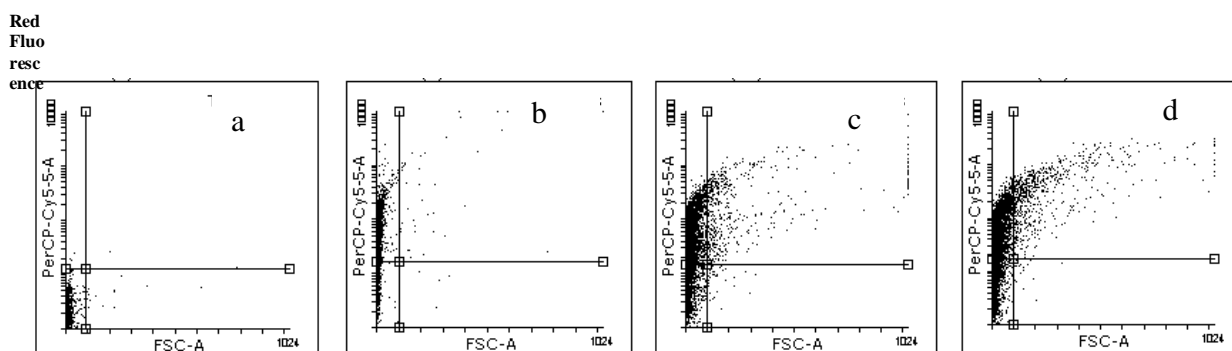 Red
Fluo
resc
ence
a
b
c
d
PerCP-Cy5-5-A
PerCP-Cy5-5-A
PerCP-Cy5-5-A
PerCP-Cy5-5-A
FSC-A
1024
FSC-A
1024
FSC-A
1024
FSC-A
1024